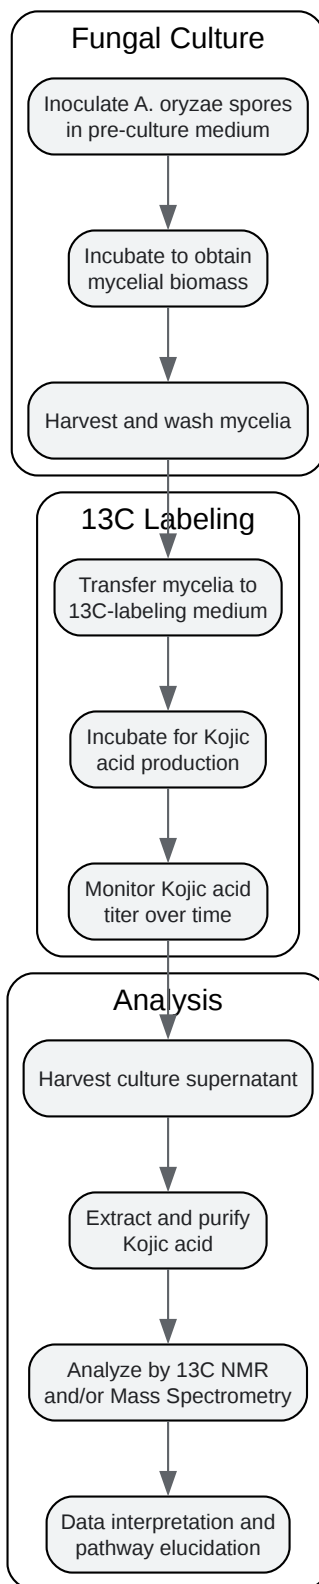 Fungal Culture
Inoculate A. oryzae spores
in pre-culture medium
Incubate to obtain
mycelial biomass
Harvest and wash mycelia
13C Labeling
Transfer mycelia to
13C-labeling medium
Incubate for Kojic
acid production
Monitor Kojic acid
titer over time
Analysis
Harvest culture supernatant
Extract and purify
Kojic acid
Analyze by 13C NMR
and/or Mass Spectrometry
Data interpretation and
pathway elucidation